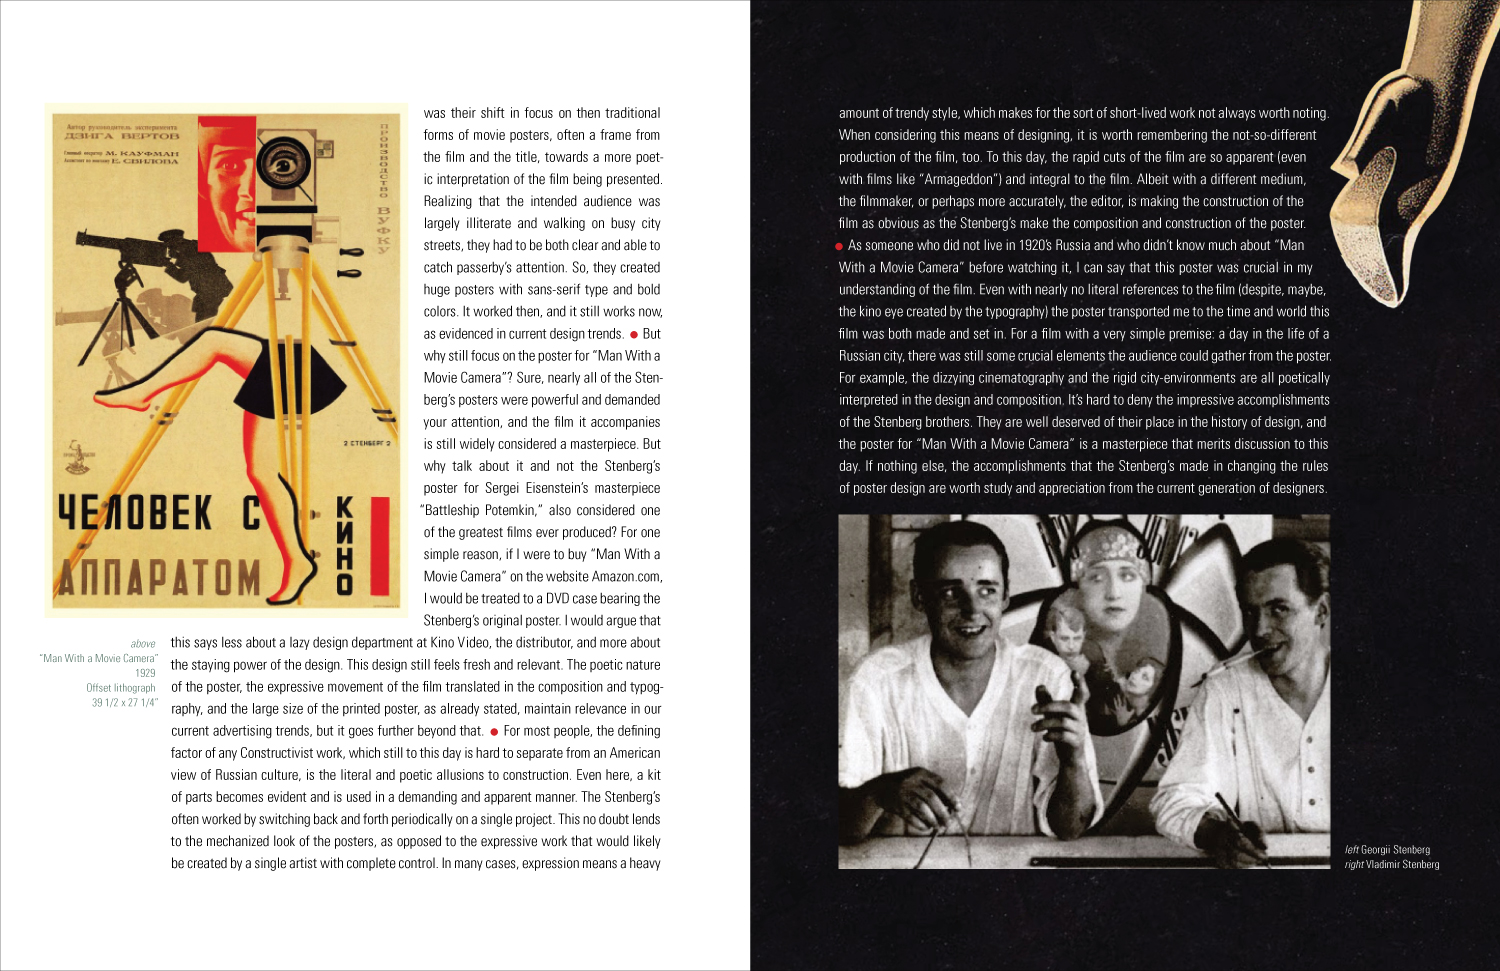 Автор руководитель эксперимента
ДЗИГА ВЕРТОВ
Главный оператор М. КАУФМАН
Ассистент по монтажу Е. СВИЛОВА
ПРОИЗВОДСТВО ВУФКУ
2 СТЕНБЕРГ 2
ЧЕЛОВЕК С
КИНО
АППАРАТОМ
above
“Man With a Movie Camera”
1929
Offset lithograph
39 1/2 x 27 1/4”
was their shift in focus on then traditional
forms of movie posters, often a frame from
the film and the title, towards a more poet-
ic interpretation of the film being presented.
Realizing that the intended audience was
largely illiterate and walking on busy city
streets, they had to be both clear and able to
catch passerby’s attention. So, they created
huge posters with sans-serif type and bold
colors. It worked then, and it still works now,
as evidenced in current design trends. ● But
why still focus on the poster for “Man With a
Movie Camera”? Sure, nearly all of the Sten-
berg’s posters were powerful and demanded
your attention, and the film it accompanies
is still widely considered a masterpiece. But
why talk about it and not the Stenberg’s
poster for Sergei Eisenstein’s masterpiece
“Battleship Potemkin,” also considered one
of the greatest films ever produced? For one
simple reason, if I were to buy “Man With a
Movie Camera” on the website Amazon.com,
I would be treated to a DVD case bearing the
Stenberg’s original poster. I would argue that
this says less about a lazy design department at Kino Video, the distributor, and more about
the staying power of the design. This design still feels fresh and relevant. The poetic nature
of the poster, the expressive movement of the film translated in the composition and typog-
raphy, and the large size of the printed poster, as already stated, maintain relevance in our
current advertising trends, but it goes further beyond that. ● For most people, the defining
factor of any Constructivist work, which still to this day is hard to separate from an American
view of Russian culture, is the literal and poetic allusions to construction. Even here, a kit
of parts becomes evident and is used in a demanding and apparent manner. The Stenberg’s
often worked by switching back and forth periodically on a single project. This no doubt lends
to the mechanized look of the posters, as opposed to the expressive work that would likely
be created by a single artist with complete control. In many cases, expression means a heavy
amount of trendy style, which makes for the sort of short-lived work not always worth noting.
When considering this means of designing, it is worth remembering the not-so-different
production of the film, too. To this day, the rapid cuts of the film are so apparent (even
with films like “Armageddon”) and integral to the film. Albeit with a different medium,
the filmmaker, or perhaps more accurately, the editor, is making the construction of the
film as obvious as the Stenberg’s make the composition and construction of the poster.
● As someone who did not live in 1920’s Russia and who didn’t know much about “Man
With a Movie Camera” before watching it, I can say that this poster was crucial in my
understanding of the film. Even with nearly no literal references to the film (despite, maybe,
the kino eye created by the typography) the poster transported me to the time and world this
film was both made and set in. For a film with a very simple premise: a day in the life of a
Russian city, there was still some crucial elements the audience could gather from the poster.
For example, the dizzying cinematography and the rigid city-environments are all poetically
interpreted in the design and composition. It’s hard to deny the impressive accomplishments
of the Stenberg brothers. They are well deserved of their place in the history of design, and
the poster for “Man With a Movie Camera” is a masterpiece that merits discussion to this
day. If nothing else, the accomplishments that the Stenberg’s made in changing the rules
of poster design are worth study and appreciation from the current generation of designers.
left Georgii Stenberg
right Vladimir Stenberg